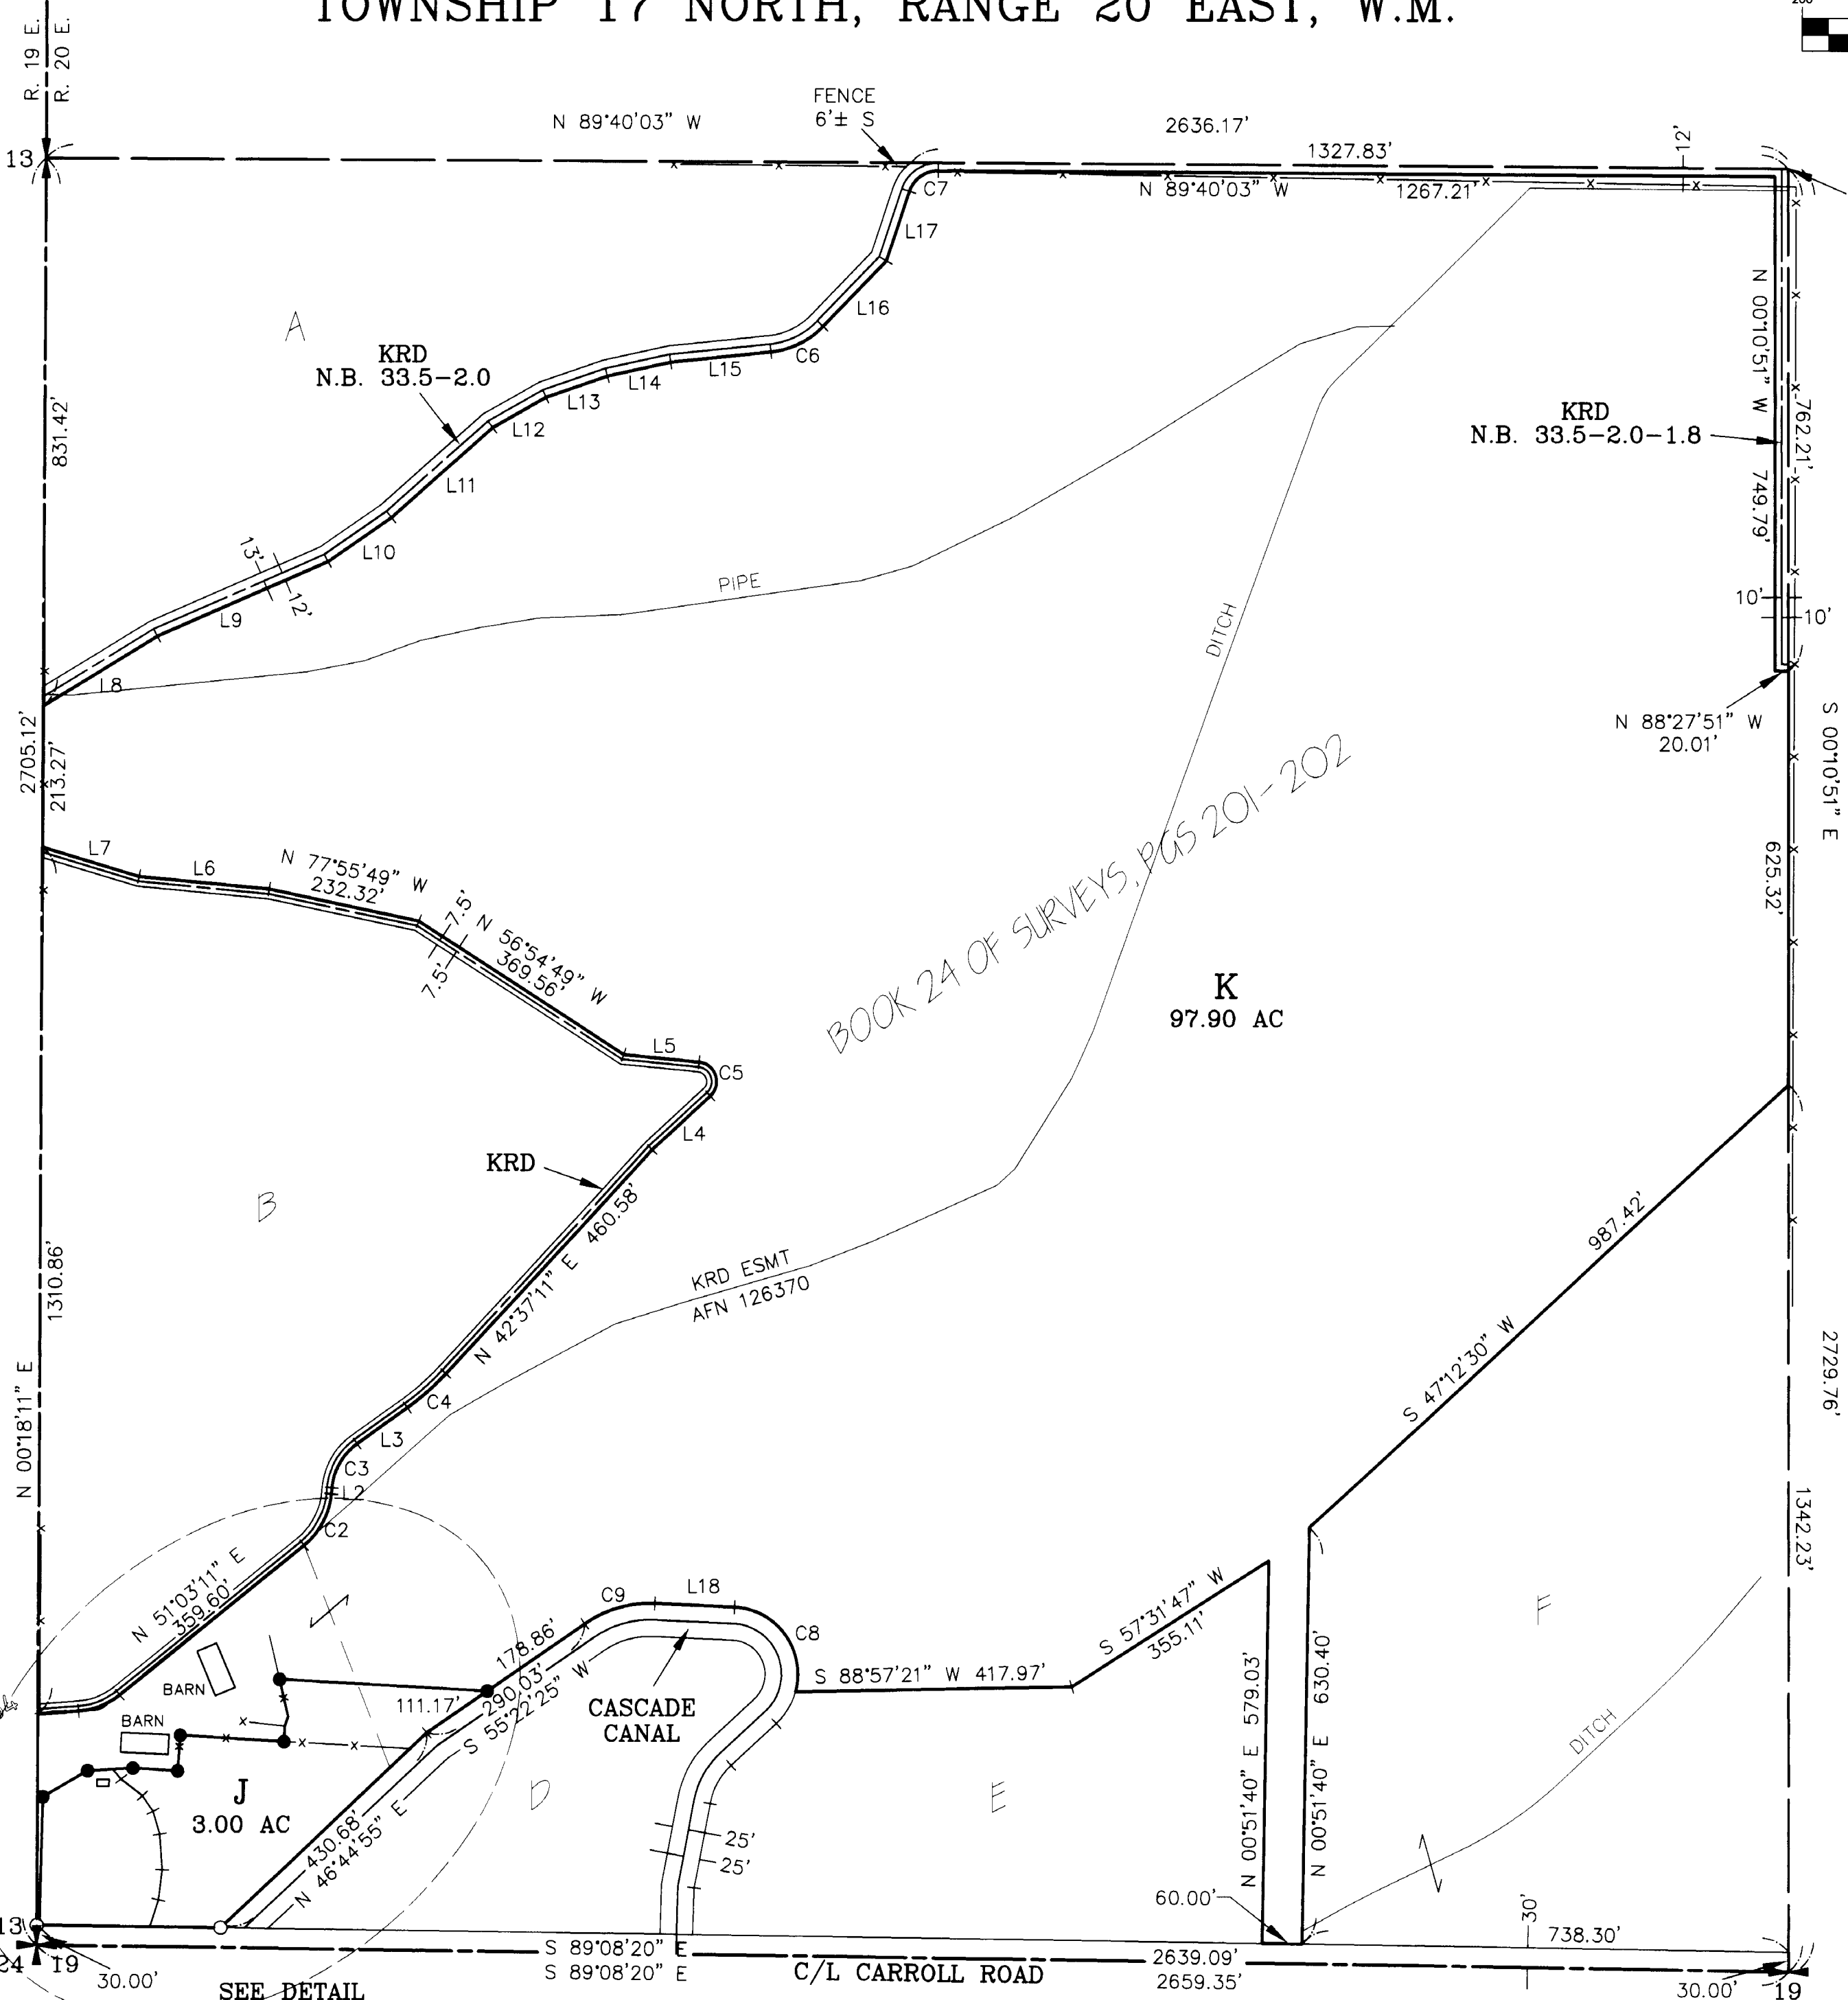 TOWNSHIP 17 NORTH, RANGE 20 EAST, W.M.
200
R. 19 E.
R. 20 E.
FENCE
6'± S
N 89°40'03" W
2636.17'
1327.83'
12'
13
C7
N 89°40'03" W
1267.21'
L17
L16
A
KRD
N.B. 33.5-2.0
C6
L15
L14
L13
L12
L11
L10
13'
12'
L9
L8
831.42'
N 00°10'51" W
749.79'
762.21'
KRD
N.B. 33.5-2.0-1.8
PIPE
DITCH
10'
10'
N 88°27'51" W
20.01'
S 00°10'51" E
2705.12'
213.27'
625.32'
L7
L6
N 77°55'49" W
232.32'
7.5'
7.5'
N 56°54'49" W
369.56'
BOOK 24 OF SURVEYS, PGS 201-202
K
97.90 AC
L5
C5
L4
KRD
B
N 42°37'11" E 460.58'
KRD ESMT
AFN 126370
987.42'
S 47°12'30" W
1310.86'
N 00°18'11" E
2729.76'
1342.23'
C4
L3
C3
L2
C2
N 51°03'11" E
359.60'
C9
L18
C8
178.86'
S 57°31'47" W
355.11'
S 88°57'21" W 417.97'
F
BARN
BARN
111.17'
290.03'
S 55°22'25" W
CASCADE
CANAL
N 00°51'40" E 579.03'
N 00°51'40" E 630.40'
DITCH
J
3.00 AC
D
E
430.68'
N 46°44'55" E
25'
25'
60.00'
30'
738.30'
13
24
19
30.00'
S 89°08'20" E
S 89°08'20" E
C/L CARROLL ROAD
2639.09'
2659.35'
30.00'
19
SEE DETAIL